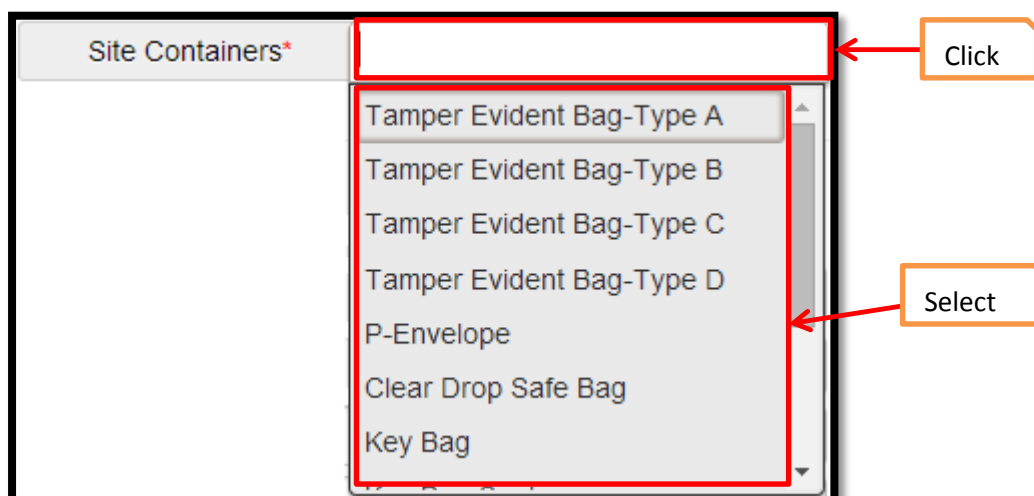 Site Containers*
Click
Tamper Evident Bag-Type A
Tamper Evident Bag-Type B
Tamper Evident Bag-Type C
Tamper Evident Bag-Type D
Select
P-Envelope
Clear Drop Safe Bag
Key Bag